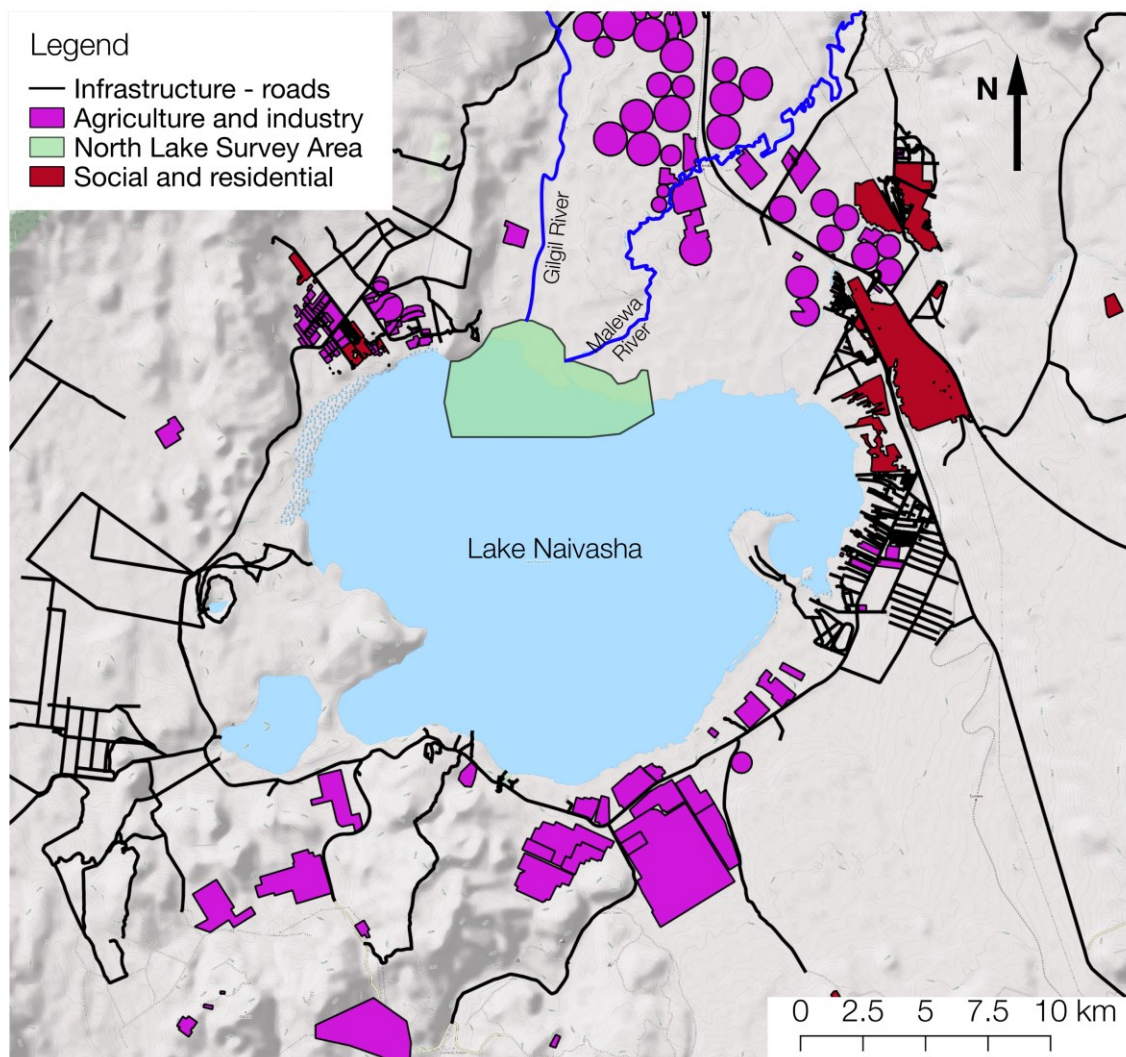 Legend
Infrastructure - roads
Agriculture and industry
North Lake Survey Area
Social and residential
N
Gilgil River
Malewa
River
Lake Naivasha
0 2.5 5 7.5 10 km